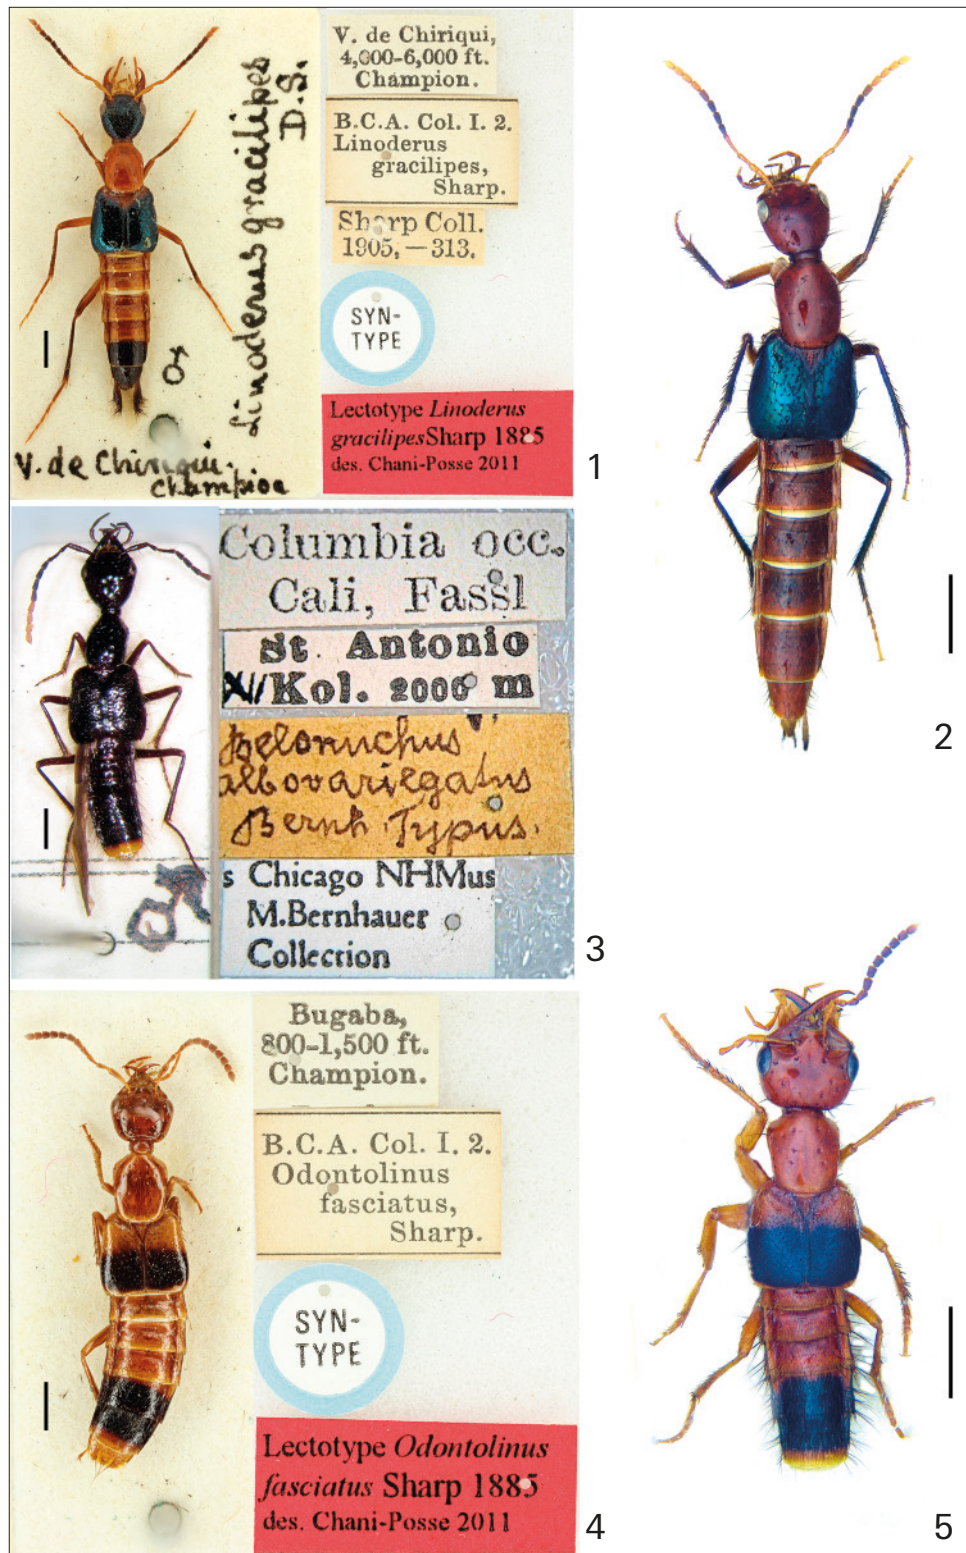 Linoderus gracilipes
D.S.
V. de Chiriqui.
Champion
V. de Chiriqui,
4,000-6,000 ft.
Champion.
B.C.A. Col. I. 2.
Linoderus
gracilipes,
Sharp.
Sharp Coll.
1905,—313.
SYN-
TYPE
Lectotype Linoderus
gracilipes Sharp 1885
des. Chani-Posse 2011
1
2
Columbia occ.
Cali, Fassl
St Antonio
XII Kol. 2000 m
Belonuchus
albovariegatus
Bernh. Typus.
s Chicago NHMus
M.Bernhauer
Collection
3
Bugaba,
800-1,500 ft.
Champion.
B.C.A. Col. I. 2.
Odontolinus
fasciatus,
Sharp.
SYN-
TYPE
Lectotype Odontolinus
fasciatus Sharp 1885
des. Chani-Posse 2011
4
5